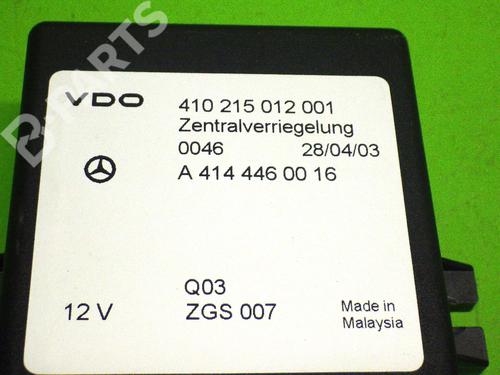 B-PARTS
VDO 410 215 012 001
Zentralverriegelung
0046 28/04/03
A 414 446 00 16
Q03
12 V ZGS 007
Made in
Malaysia